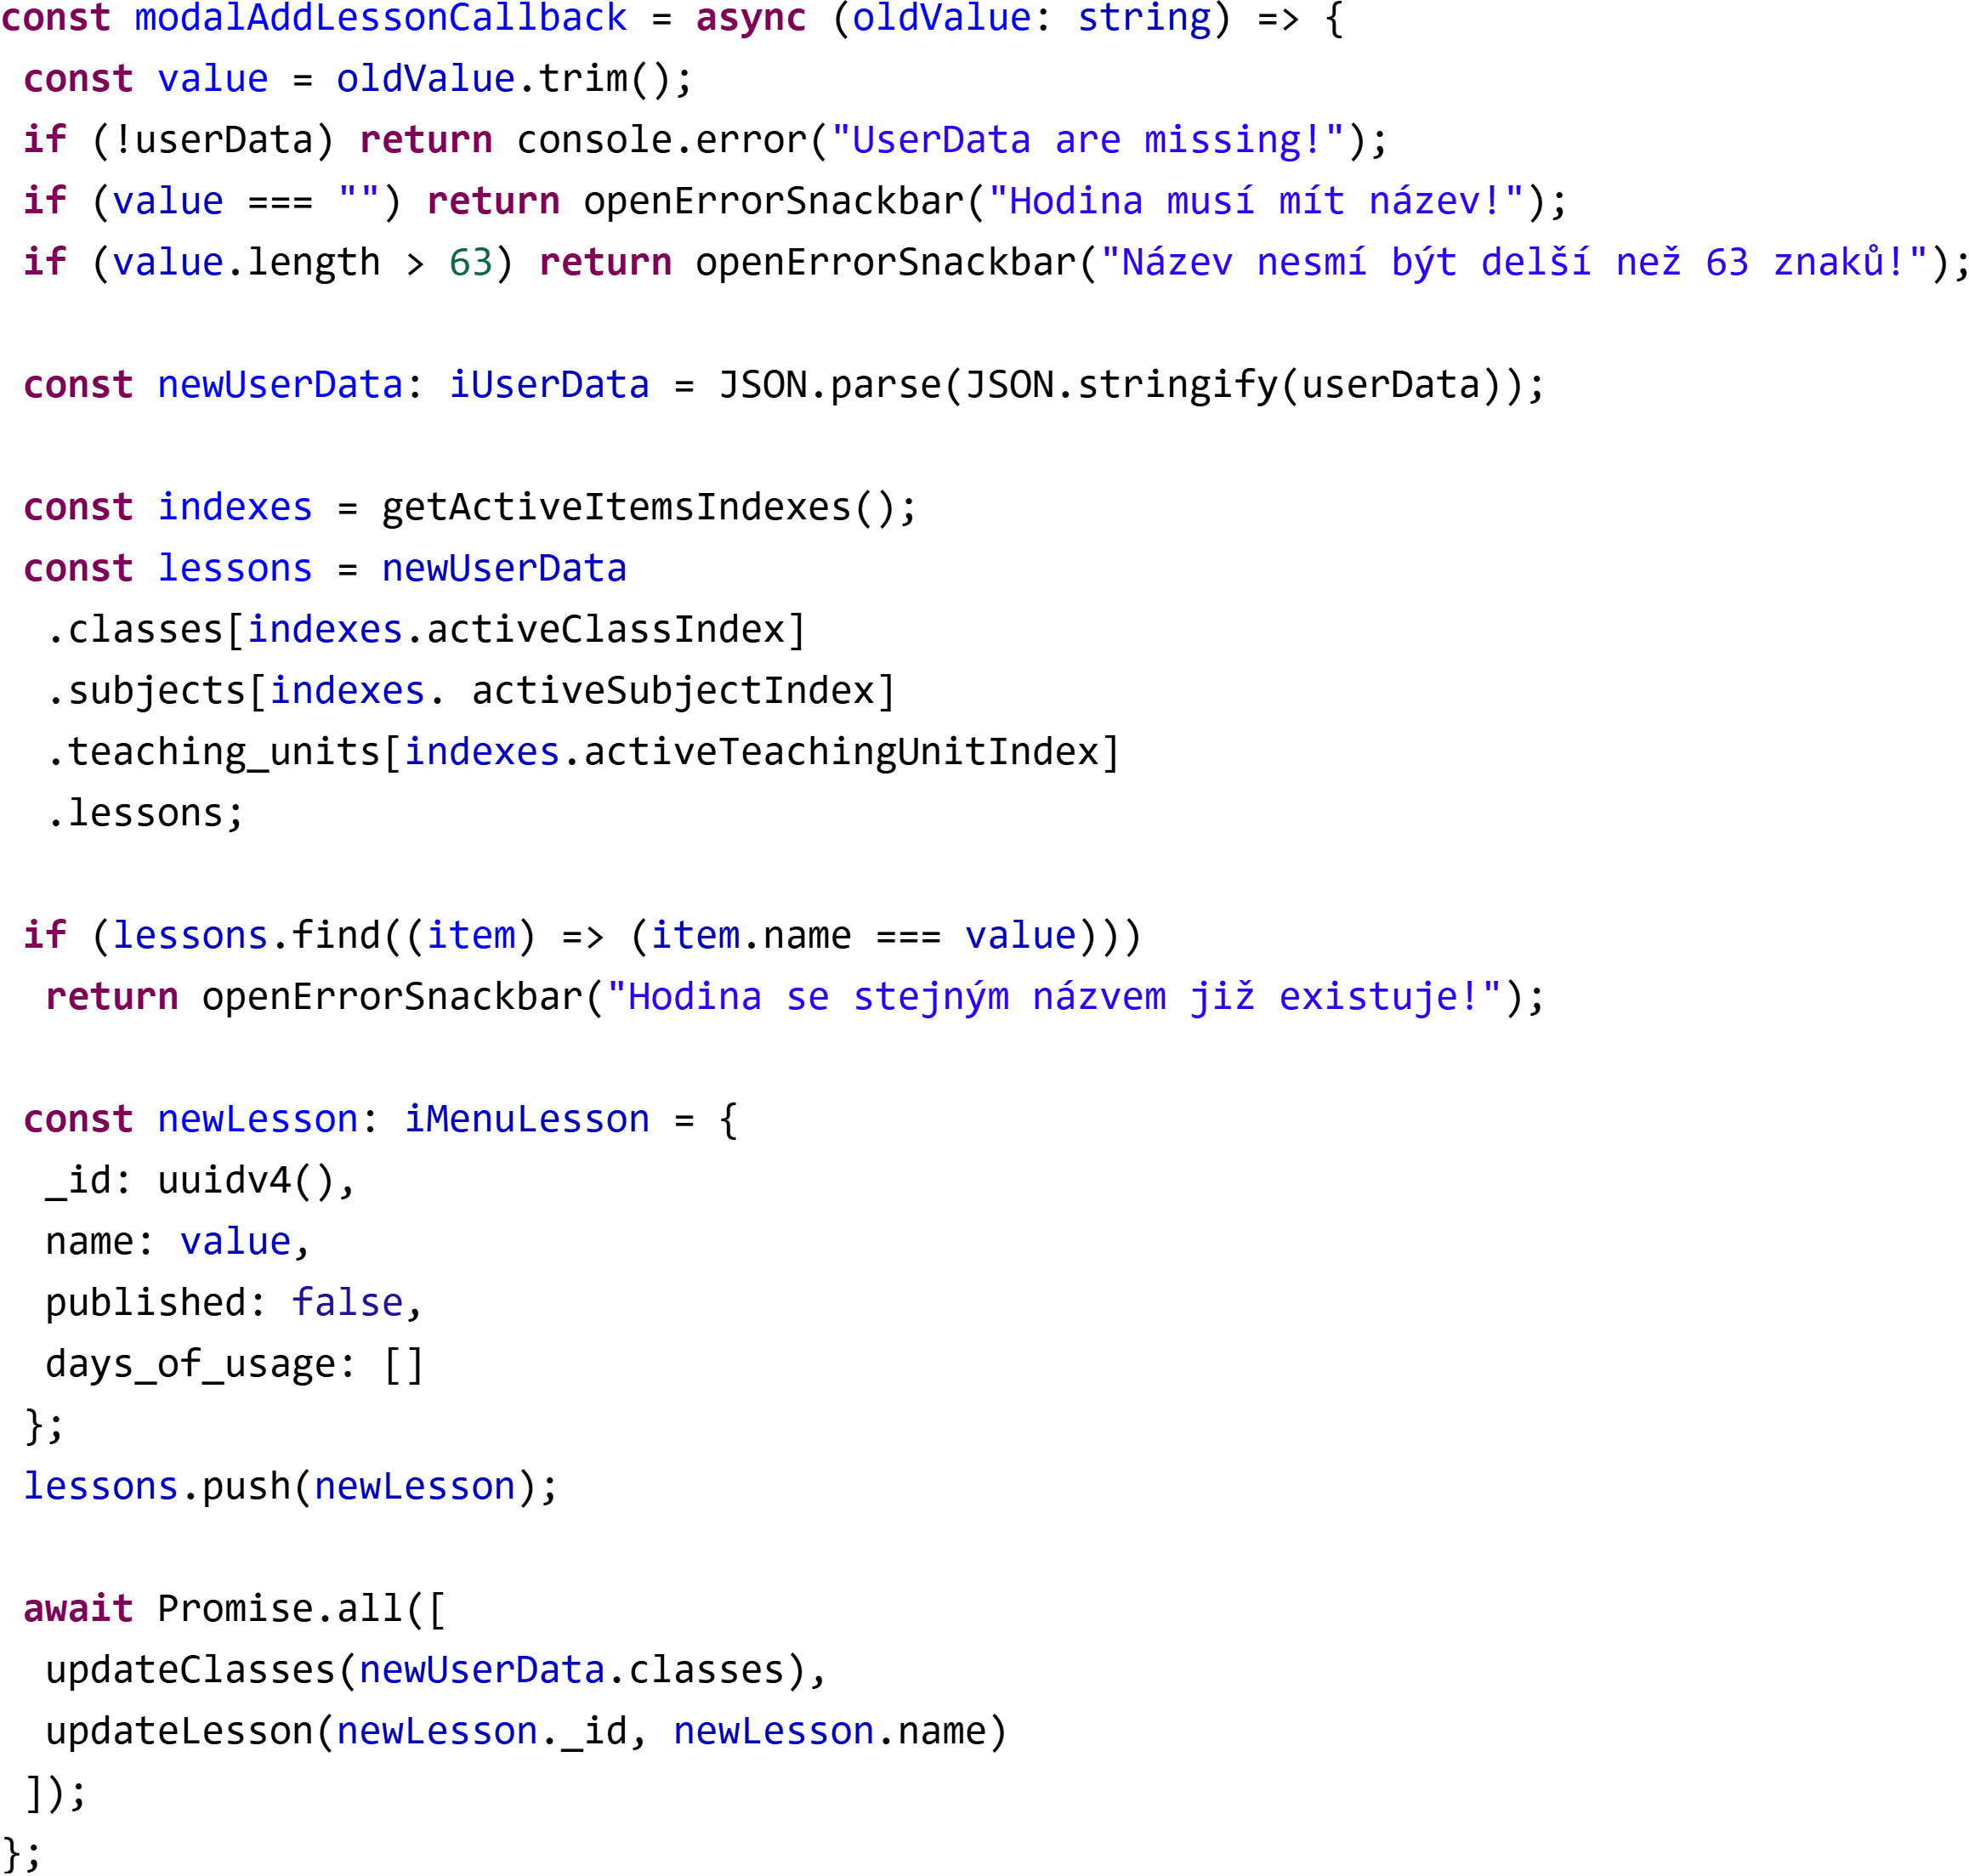 const modalAddLessonCallback = async (oldValue: string) => {
const value = oldValue.trim();
if (!userData) return console.error("UserData are missing!");
if (value === "") return openErrorSnackbar("Hodina musí mít název!");
if (value.length > 63) return openErrorSnackbar("Název nesmí být delší než 63 znaků!");
const newUserData: iUserData = JSON.parse(JSON.stringify(userData));
const indexes = getActiveItemsIndexes();
const lessons = newUserData
.classes[indexes.activeClassIndex]
.subjects[indexes. activeSubjectIndex]
.teaching_units[indexes.activeTeachingUnitIndex]
.lessons;
if (lessons.find((item) => (item.name === value)))
return openErrorSnackbar("Hodina se stejným názvem již existuje!");
const newLesson: iMenuLesson = {
_id: uuidv4(),
name: value,
published: false,
days_of_usage: []
};
lessons.push(newLesson);
await Promise.all([
updateClasses(newUserData.classes),
updateLesson(newLesson._id, newLesson.name)
]);
};